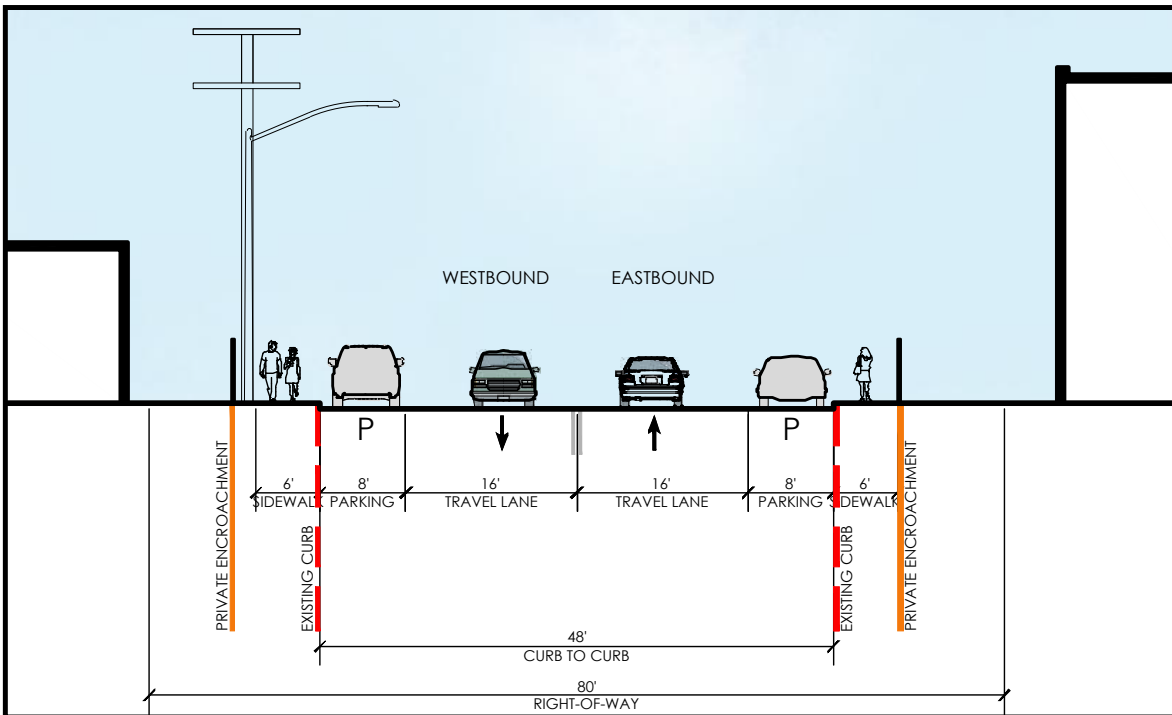 WESTBOUND
EASTBOUND
P
P
6'
8'
16'
16'
8'
6'
SIDEWALK
PARKING
TRAVEL LANE
TRAVEL LANE
PARKING
SIDEWALK
PRIVATE ENCROACHMENT
EXISTING CURB
EXISTING CURB
PRIVATE ENCROACHMENT
48'
CURB TO CURB
80'
RIGHT-OF-WAY